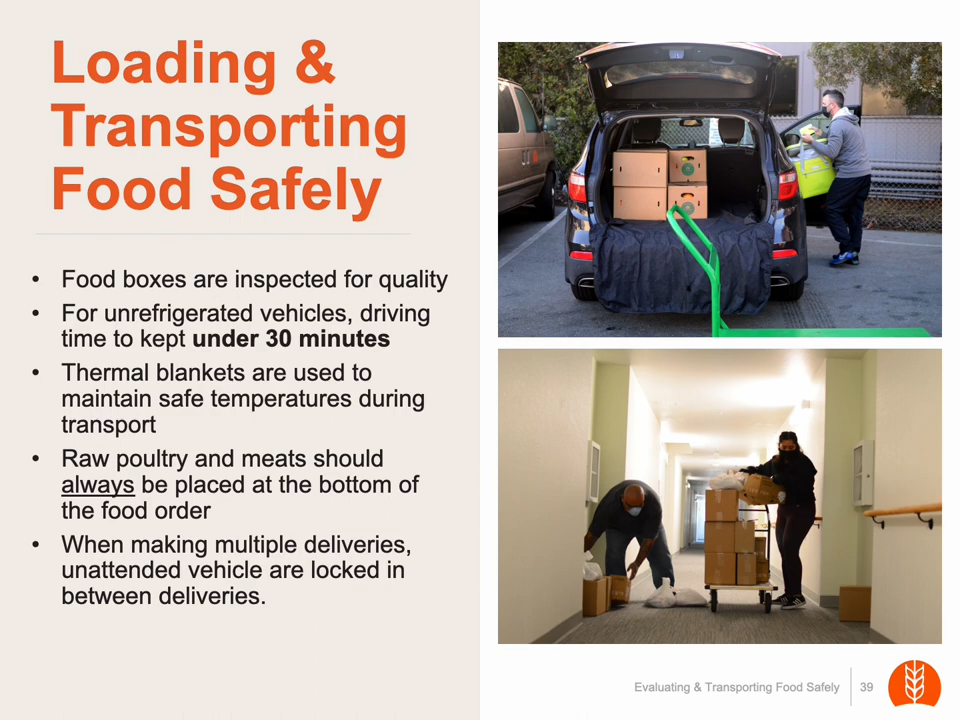 Loading &
Transporting
Food Safely
• Food boxes are inspected for quality
• For unrefrigerated vehicles, driving
time to kept under 30 minutes
• Thermal blankets are used to
maintain safe temperatures during
transport
• Raw poultry and meats should
always be placed at the bottom of
the food order
• When making multiple deliveries,
unattended vehicle are locked in
between deliveries.
Evaluating & Transporting Food Safely
39